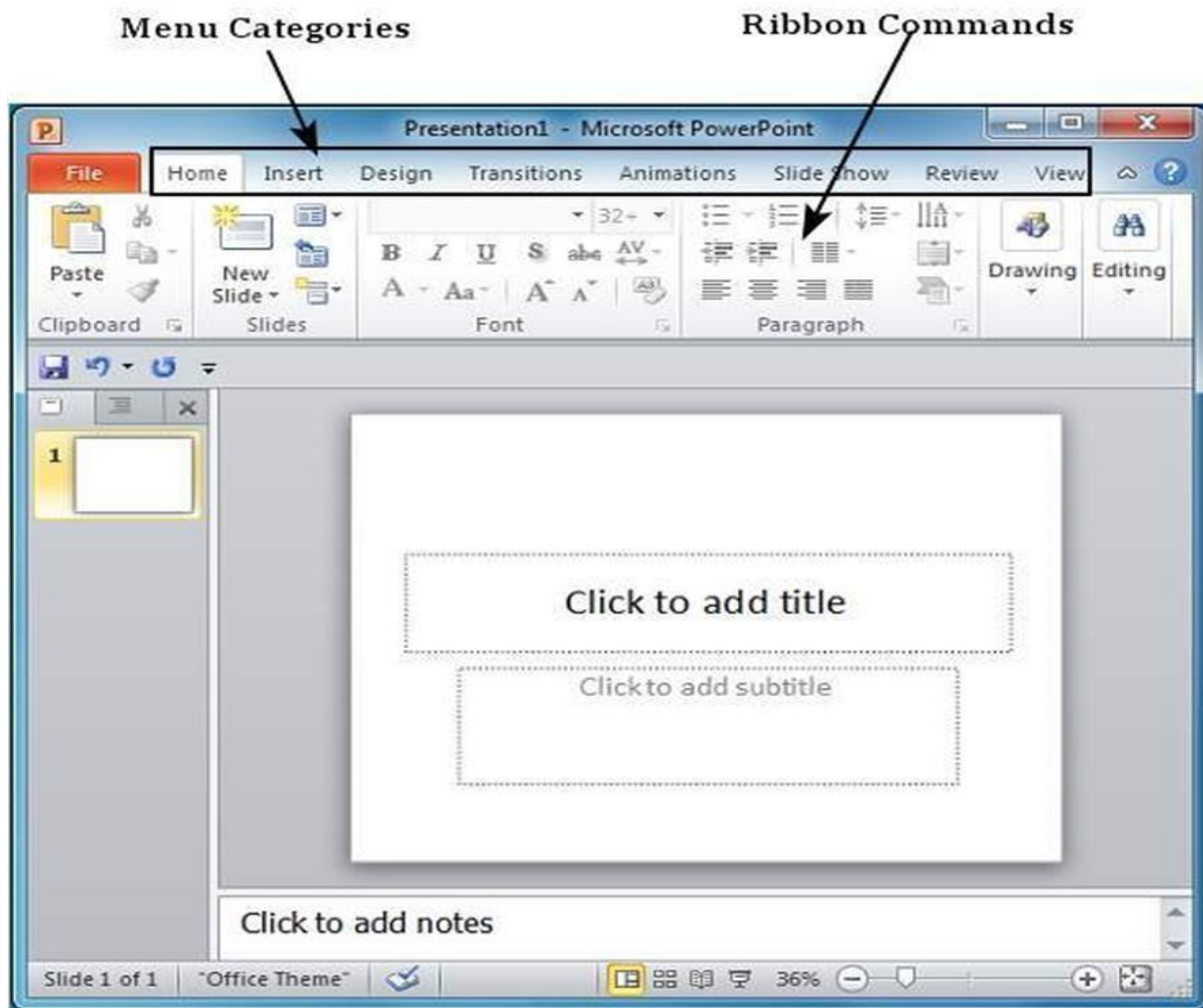 Menu Categories
Ribbon Commands
P
Presentation1 - Microsoft PowerPoint
File Home Insert Design Transitions Animations Slide Show Review View
32+
B I U S abc AV
Paste
New
Slide
A Aa A A
Drawing Editing
Clipboard Slides Font Paragraph
1
Click to add title
Click to add subtitle
Click to add notes
Slide 1 of 1 "Office Theme" 36%